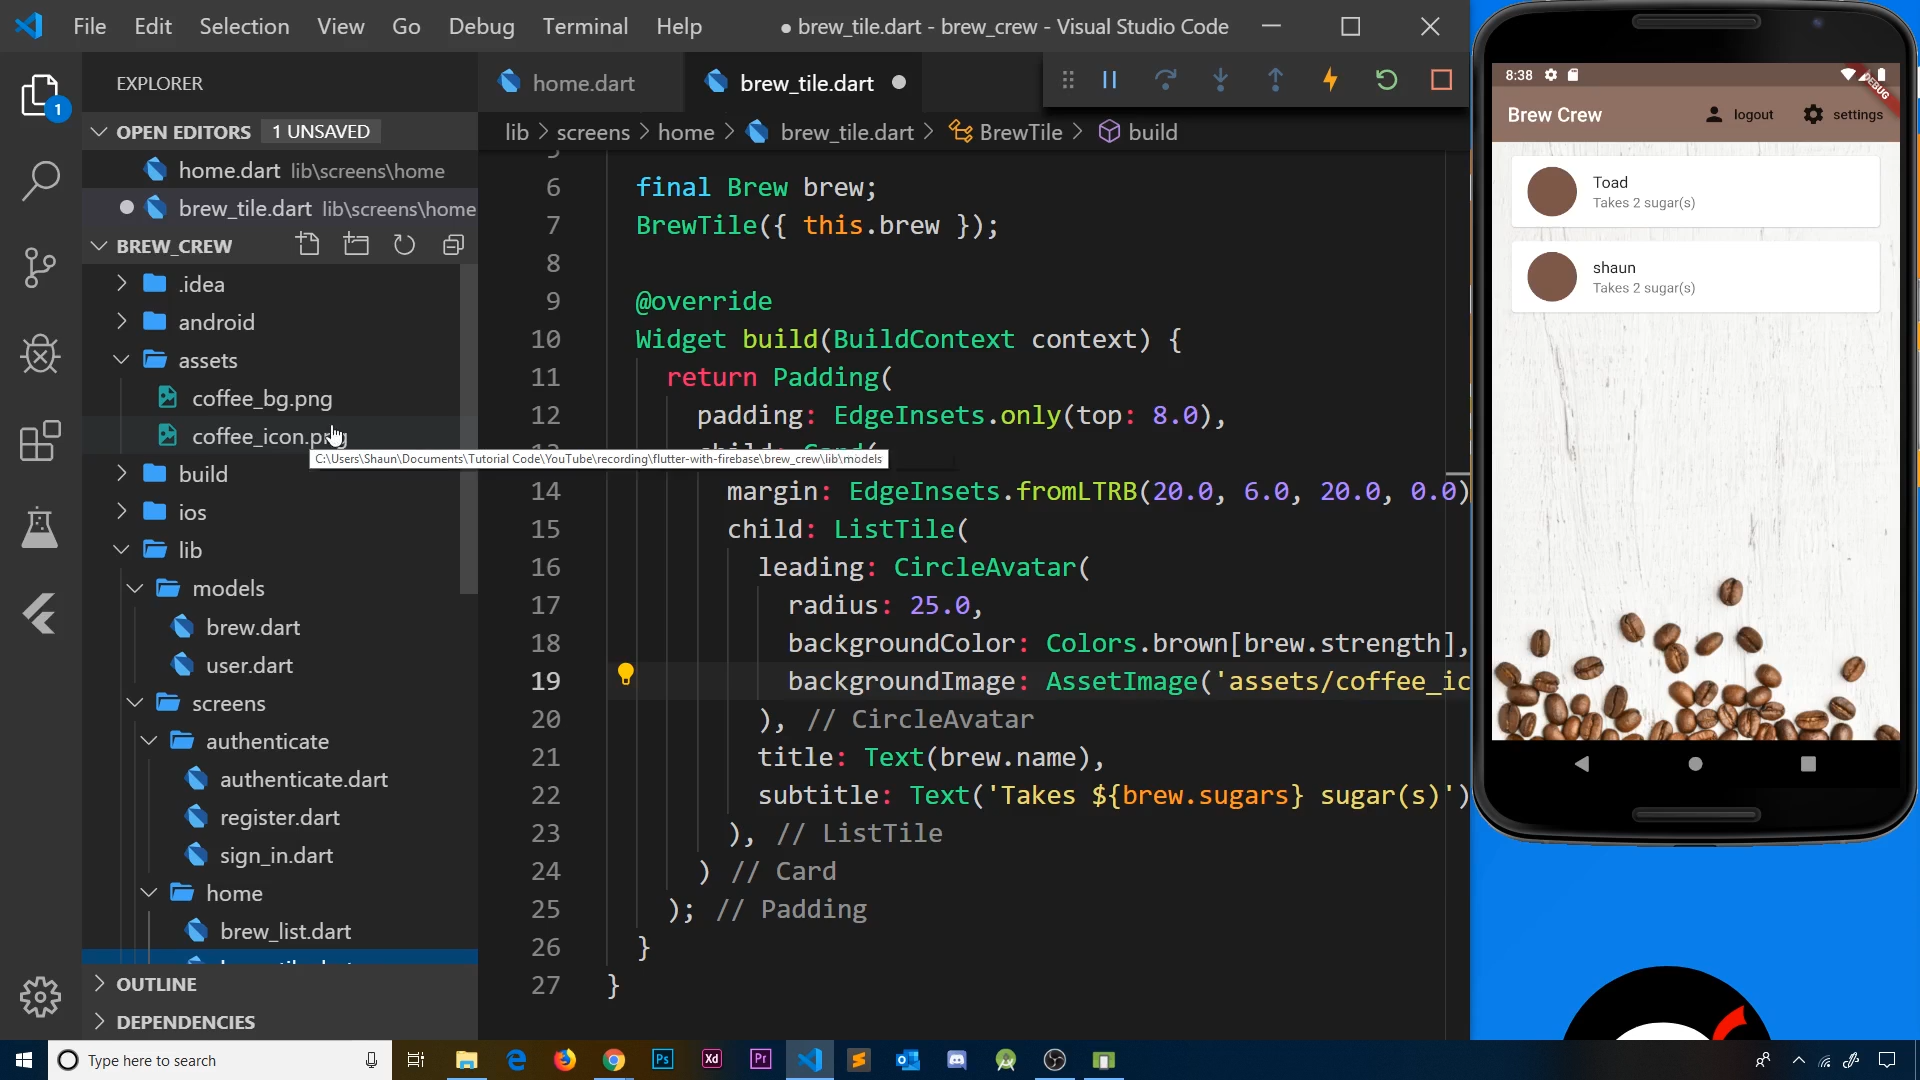 File Edit Selection View Go Debug Terminal Help
● brew_tile.dart - brew_crew - Visual Studio Code
EXPLORER
1
OPEN EDITORS 1 UNSAVED
home.dart lib\screens\home
brew_tile.dart lib\screens\home
BREW_CREW
.idea
android
assets
coffee_bg.png
coffee_icon.png
build
ios
lib
models
brew.dart
user.dart
screens
authenticate
authenticate.dart
register.dart
sign_in.dart
home
brew_list.dart
OUTLINE
DEPENDENCIES
home.dart
brew_tile.dart
lib > screens > home > brew_tile.dart > BrewTile > build
6 final Brew brew;
7 BrewTile({ this.brew });
8
9 @override
10 Widget build(BuildContext context) {
11 return Padding(
12 padding: EdgeInsets.only(top: 8.0),
C:\Users\Shaun\Documents\Tutorial Code\YouTube\recording\flutter-with-firebase\brew_crew\lib\models
14 margin: EdgeInsets.fromLTRB(20.0, 6.0, 20.0, 0.0)
15 child: ListTile(
16 leading: CircleAvatar(
17 radius: 25.0,
18 backgroundColor: Colors.brown[brew.strength],
19 backgroundImage: AssetImage('assets/coffee_ic
20 ), // CircleAvatar
21 title: Text(brew.name),
22 subtitle: Text('Takes ${brew.sugars} sugar(s)')
23 ), // ListTile
24 ) // Card
25 ); // Padding
26 }
27 }
8:38
DEBUG
Brew Crew logout settings
Toad
Takes 2 sugar(s)
shaun
Takes 2 sugar(s)
Type here to search
Ps
Xd
Pr